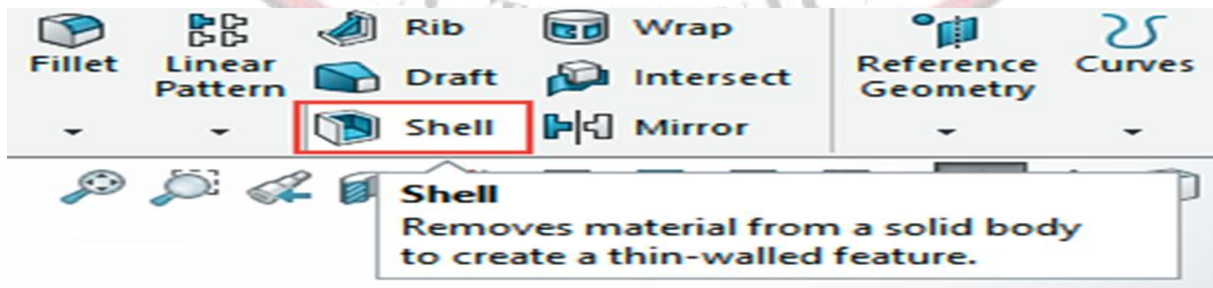 Fillet
Linear
Pattern
Rib
Draft
Shell
Wrap
Intersect
Mirror
Reference
Geometry
Curves
Shell
Removes material from a solid body
to create a thin-walled feature.